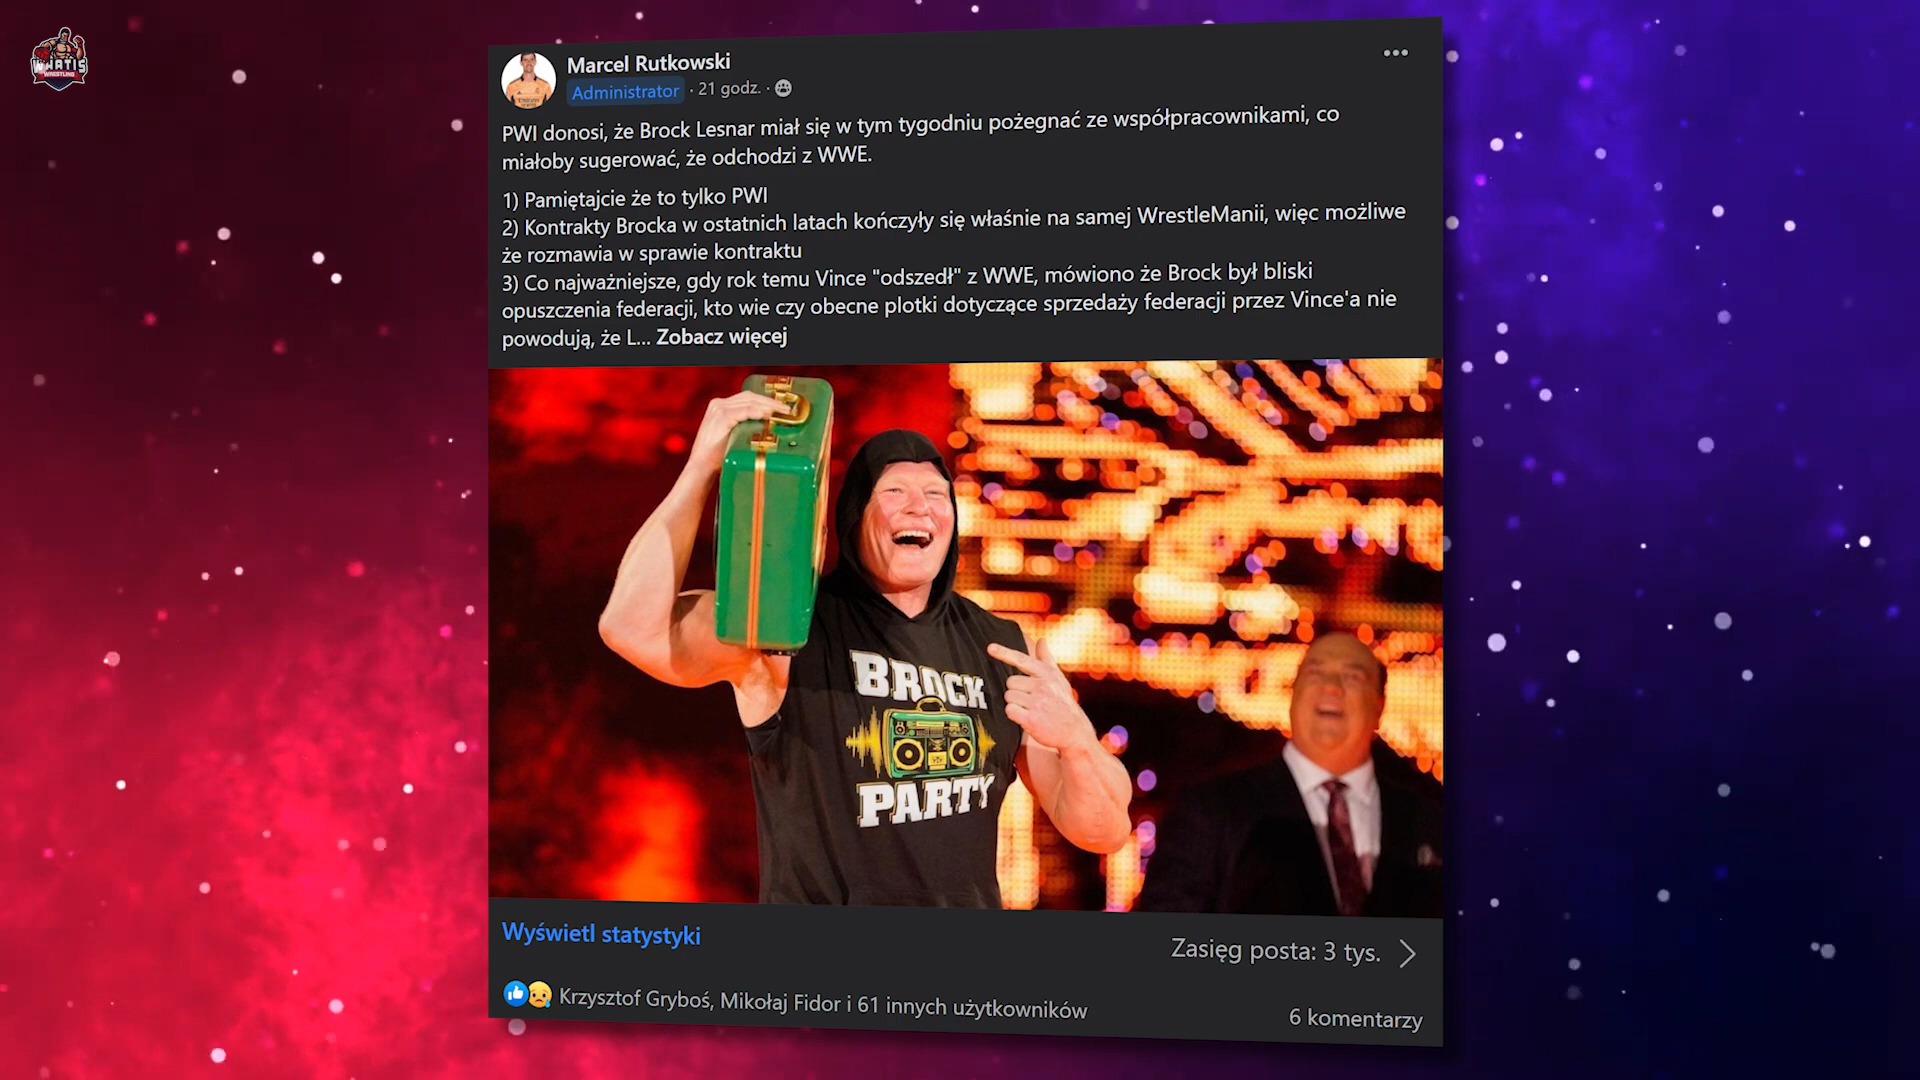 WHATIS
WRESTLING
Marcel Rutkowski
Administrator · 21 godz. ·
PWI donosi, że Brock Lesnar miał się w tym tygodniu pożegnać ze współpracownikami, co
miałoby sugerować, że odchodzi z WWE.
1) Pamiętajcie że to tylko PWI
2) Kontrakty Brocka w ostatnich latach kończyły się właśnie na samej WrestleManii, więc możliwe
że rozmawia w sprawie kontraktu
3) Co najważniejsze, gdy rok temu Vince "odszedł" z WWE, mówiono że Brock był bliski
opuszczenia federacji, kto wie czy obecne plotki dotyczące sprzedaży federacji przez Vince'a nie
powodują, że L... Zobacz więcej
BROCK
PARTY
Wyświetl statystyki
Zasięg posta: 3 tys.
Krzysztof Gryboś, Mikołaj Fidor i 61 innych użytkowników
6 komentarzy